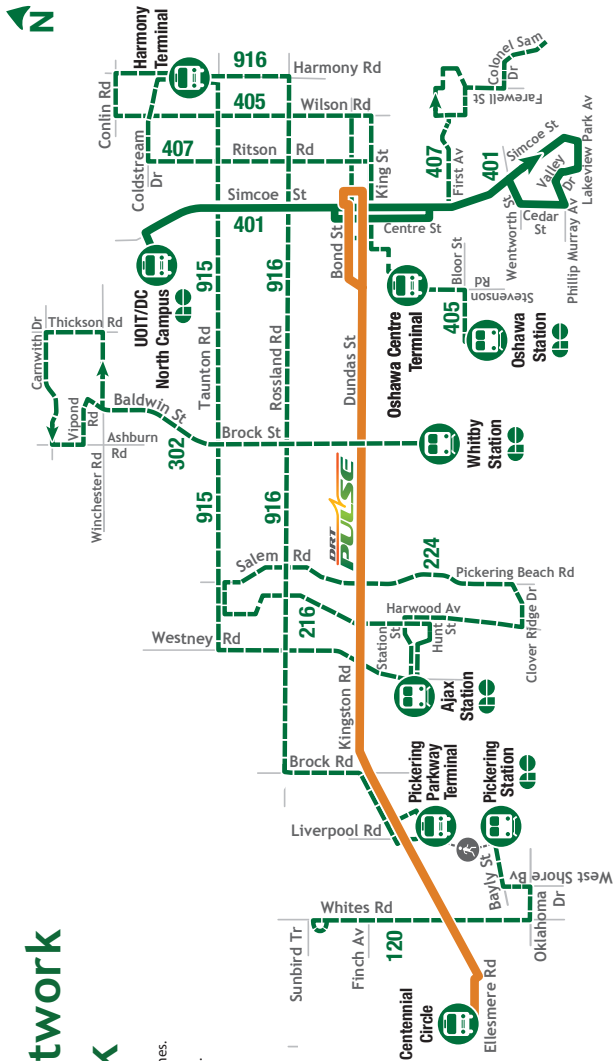 N
twork
k
nes.
Harmony
Terminal
916
Harmony Rd
Conlin Rd
405
Wilson Rd
Coldstream
Dr
407
Ritson Rd
King St
Simcoe St
401
Bond St
Centre St
UOIT/DC
North Campus
Colonel Sam
Dr
Farewell St
407
First Av
401
Simcoe St
Valley
Dr
Lakeview Park Av
Wentworth St
Cedar
St
Phillip Murray Av
Bloor St
Stevenson
Rd
405
Oshawa
Station
Oshawa Centre
Terminal
Carnwith Dr
Thickson Rd
Vipond
Rd
Baldwin St
Winchester Rd
Ashburn
Rd
302
Brock St
Whitby
Station
915
Taunton Rd
915
916
Rossland Rd
916
Dundas St
DRT
PULSE
Salem Rd
224
Pickering Beach Rd
216
Harwood Av
Station
St
Hunt
St
Clover Ridge Dr
Westney Rd
Ajax
Station
Kingston Rd
Brock Rd
Liverpool Rd
Pickering
Parkway
Terminal
Pickering
Station
Bayly St
West Shore Bv
Oklahoma
Dr
Whites Rd
120
Sunbird Tr
Finch Av
Centennial
Circle
Ellesmere Rd